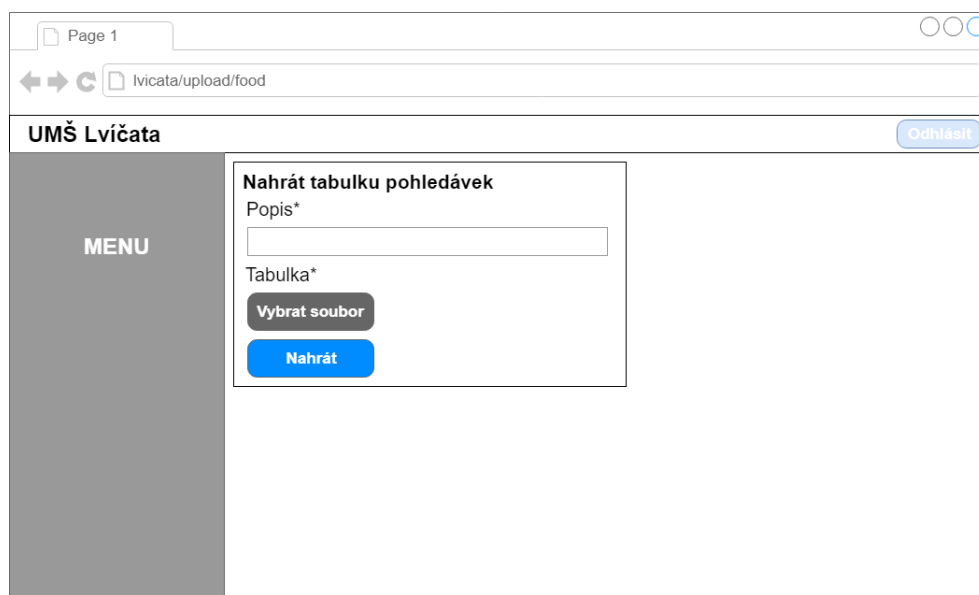 Page 1
lvicata/upload/food
UMŠ Lvíčata
Odhlásit
MENU
Nahrát tabulku pohledávek
Popis*
Tabulka*
Vybrat soubor
Nahrát